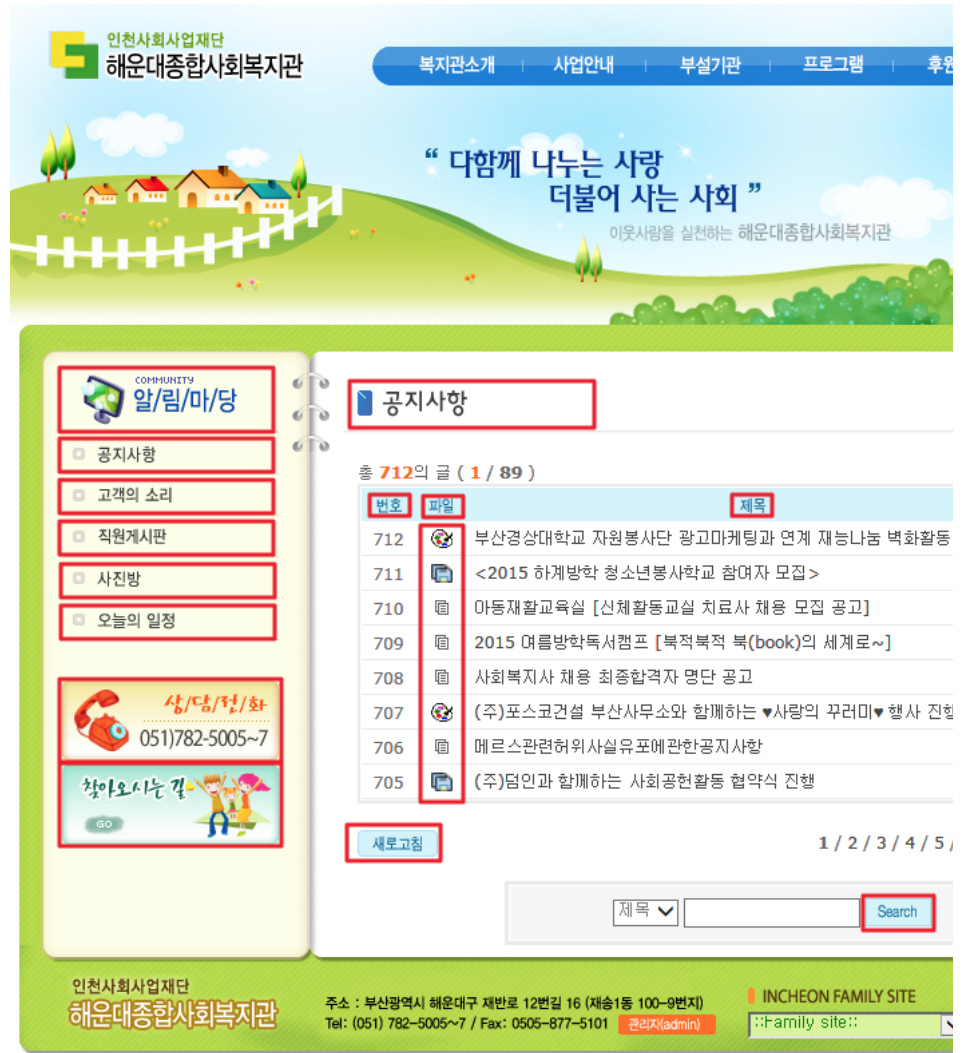 인천사회사업재단
해운대종합사회복지관
복지관소개 사업안내 부설기관 프로그램 후원
“ 다함께 나누는 사랑
더불어 사는 사회 ”
이웃사랑을 실천하는 해운대종합사회복지관
COMMUNITY
알/림/마/당
공지사항
고객의 소리
직원게시판
사진방
오늘의 일정
상/담/전/화
051)782-5005~7
찾아오시는 길
GO
공지사항
총 712의 글 ( 1 / 89 )
번호 파일 제목
712 부산경상대학교 자원봉사단 광고마케팅과 연계 재능나눔 벽화활동
711 <2015 하계방학 청소년봉사학교 참여자 모집>
710 아동재활교육실 [신체활동교실 치료사 채용 모집 공고]
709 2015 여름방학독서캠프 [북적북적 북(book)의 세계로~]
708 사회복지사 채용 최종합격자 명단 공고
707 (주)포스코건설 부산사무소와 함께하는 ♥사랑의 꾸러미♥ 행사 진행
706 메르스관련허위사실유포에관한공지사항
705 (주)덤인과 함께하는 사회공헌활동 협약식 진행
새로고침
1 / 2 / 3 / 4 / 5 /
제목 Search
인천사회사업재단
해운대종합사회복지관
주소 : 부산광역시 해운대구 재반로 12번길 16 (재송1동 100-9번지)
Tel: (051) 782-5005~7 / Fax: 0505-877-5101 관리자(admin)
INCHEON FAMILY SITE
::Family site::